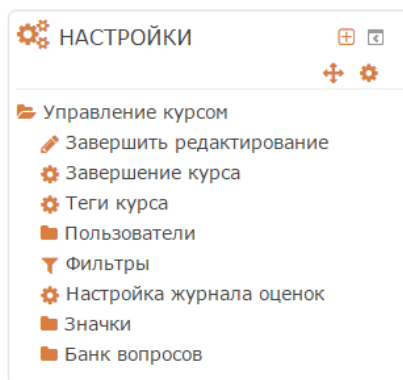 НАСТРОЙКИ
Управление курсом
Завершить редактирование
Завершение курса
Теги курса
Пользователи
Фильтры
Настройка журнала оценок
Значки
Банк вопросов